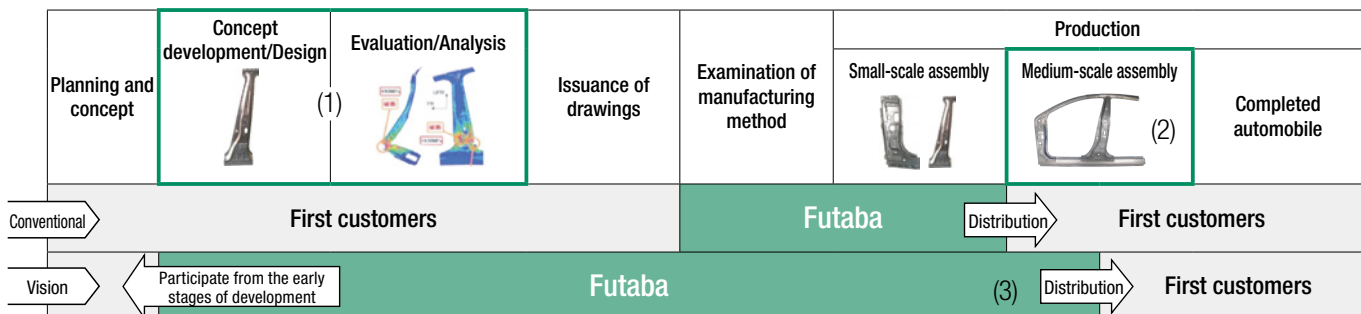 Planning and
concept
Concept
development/Design
(1)
Evaluation/Analysis
Issuance of
drawings
Examination of
manufacturing
method
Production
Small-scale assembly
Medium-scale assembly
(2)
Completed
automobile
Conventional
First customers
Futaba
Distribution
First customers
Vision
Participate from the early
stages of development
Futaba
(3)
Distribution
First customers